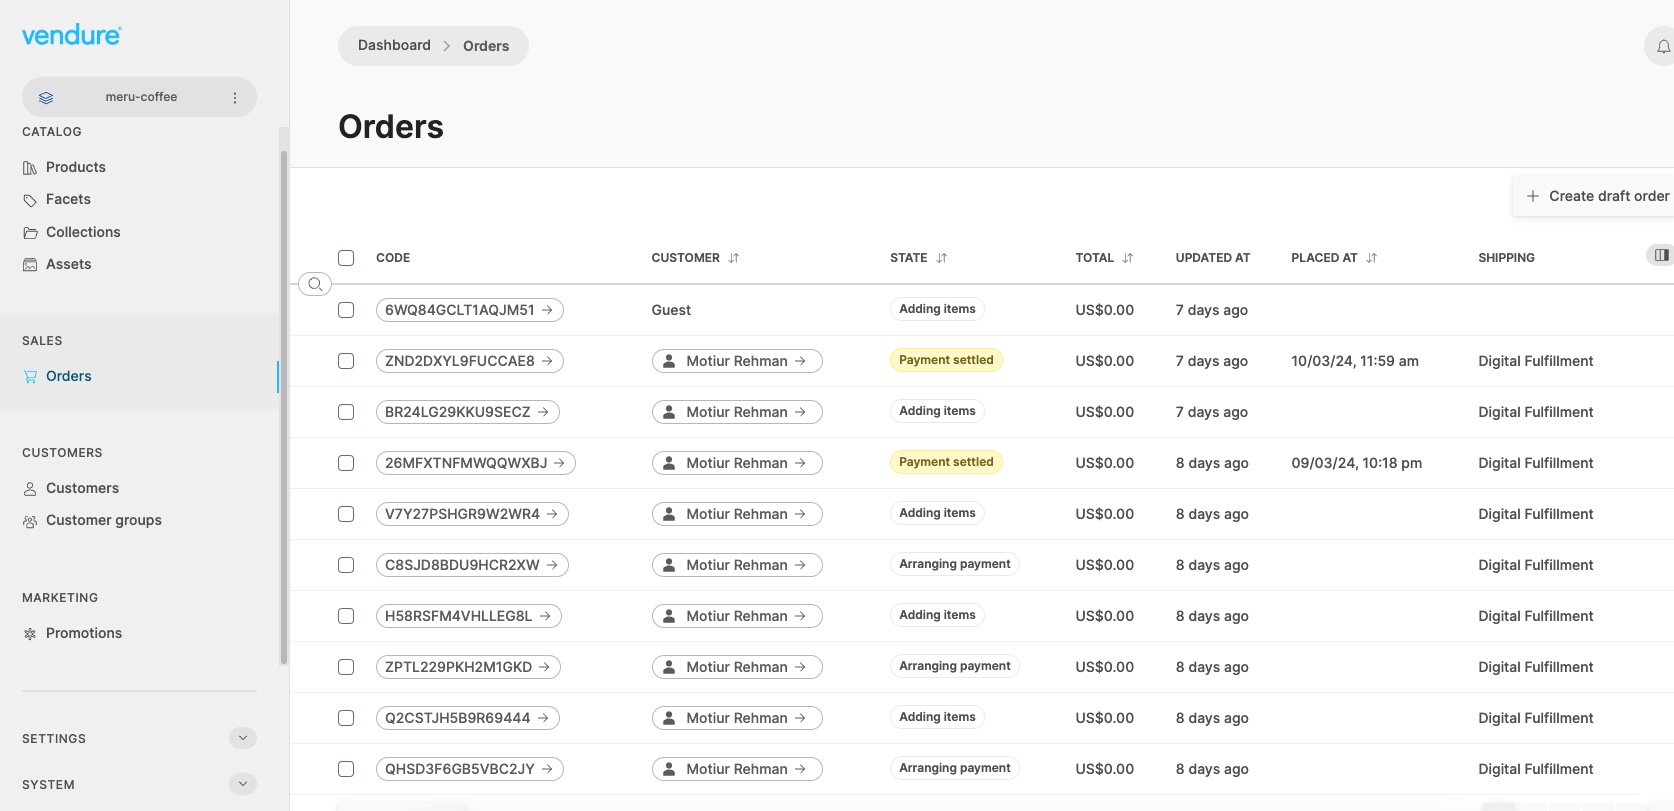 vendure
meru-coffee
CATALOG
Products
Facets
Collections
Assets
SALES
Orders
CUSTOMERS
Customers
Customer groups
MARKETING
Promotions
SETTINGS
SYSTEM
Dashboard > Orders
Orders
+ Create draft order
CODE CUSTOMER STATE TOTAL UPDATED AT PLACED AT SHIPPING
6WQ84GCLT1AQJM51 Guest Adding items US$0.00 7 days ago
ZND2DXYL9FUCCAE8 Motiur Rehman Payment settled US$0.00 7 days ago 10/03/24, 11:59 am Digital Fulfillment
BR24LG29KKU9SECZ Motiur Rehman Adding items US$0.00 7 days ago Digital Fulfillment
26MFXTNFMWQQWXBJ Motiur Rehman Payment settled US$0.00 8 days ago 09/03/24, 10:18 pm Digital Fulfillment
V7Y27PSHGR9W2WR4 Motiur Rehman Adding items US$0.00 8 days ago Digital Fulfillment
C8SJD8BDU9HCR2XW Motiur Rehman Arranging payment US$0.00 8 days ago Digital Fulfillment
H58RSFM4VHLLEG8L Motiur Rehman Adding items US$0.00 8 days ago Digital Fulfillment
ZPTL229PKH2M1GKD Motiur Rehman Arranging payment US$0.00 8 days ago Digital Fulfillment
Q2CSTJH5B9R69444 Motiur Rehman Adding items US$0.00 8 days ago Digital Fulfillment
QHSD3F6GB5VBC2JY Motiur Rehman Arranging payment US$0.00 8 days ago Digital Fulfillment